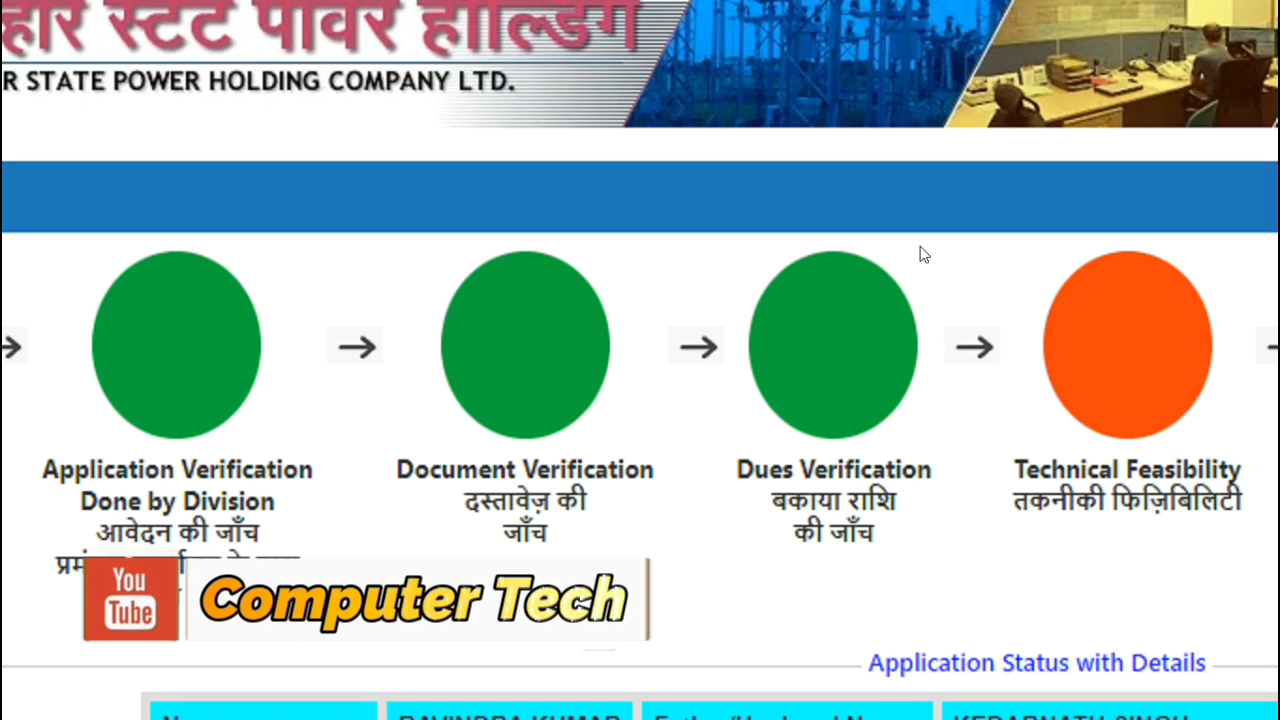 हार स्टेट पावर होल्डिंग
R STATE POWER HOLDING COMPANY LTD.
Application Verification
Done by Division
आवेदन की जाँच
Document Verification
दस्तावेज़ की
जाँच
Dues Verification
बकाया राशि
की जाँच
Technical Feasibility
तकनीकी फिज़िबिलिटी
You
Tube
Computer Tech
Application Status with Details